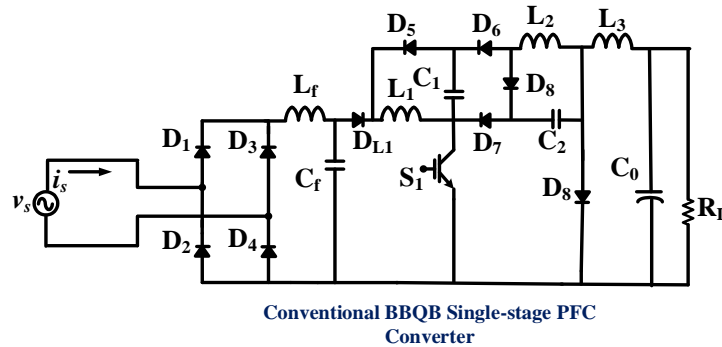 D5
D6
L2
L3
Lf
L1
C1
D8
D1
D3
DL1
D7
C2
is
Cf
S1
D8
C0
vs
RL
D2
D4
Conventional BBQB Single-stage PFC
Converter